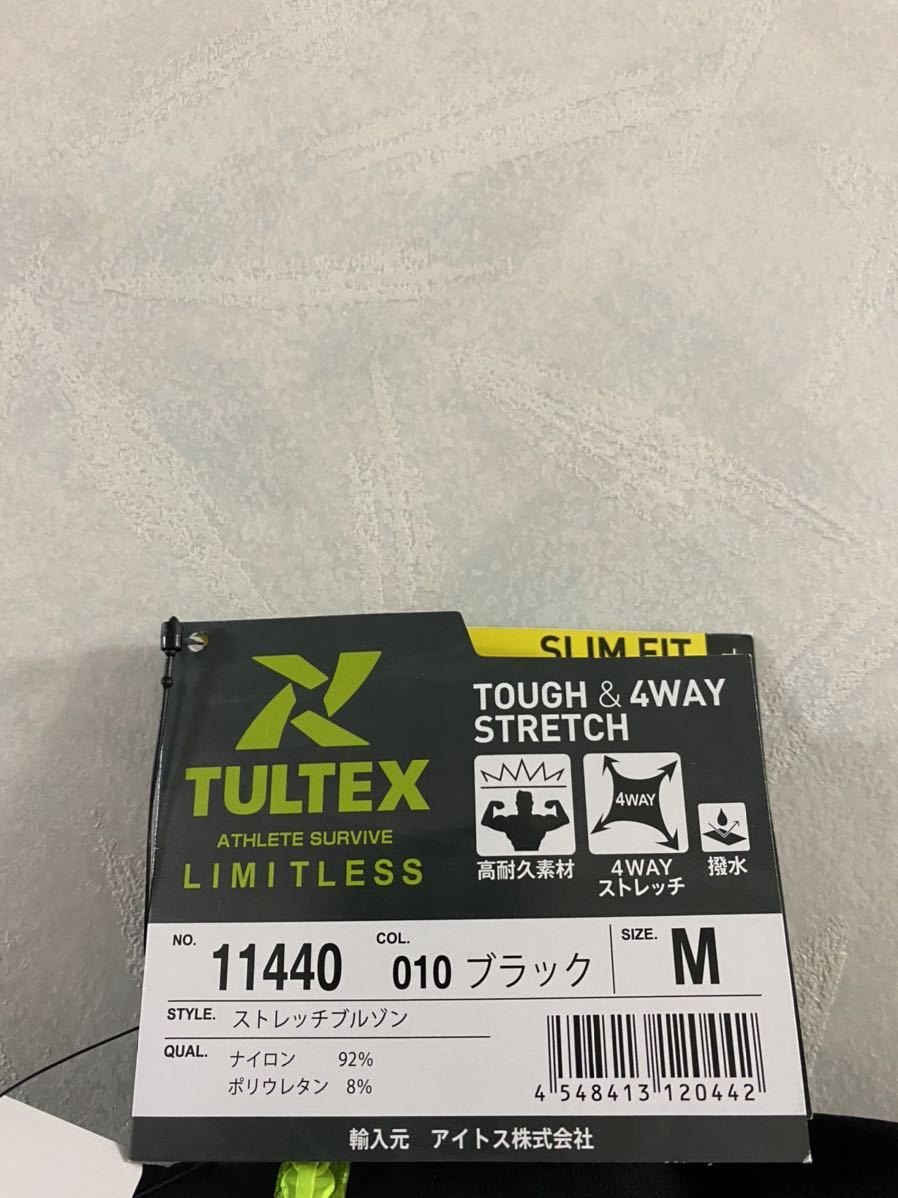 SLIM FIT
TULTEX
ATHLETE SURVIVE
LIMITLESS
TOUGH & 4WAY
STRETCH
4WAY
高耐久素材
4WAY
ストレッチ
撥水
NO. 11440 COL. 010 ブラック SIZE. M
STYLE. ストレッチブルゾン
QUAL. ナイロン 92%
ポリウレタン 8%
4 548413 120442
輸入元 アイトス株式会社